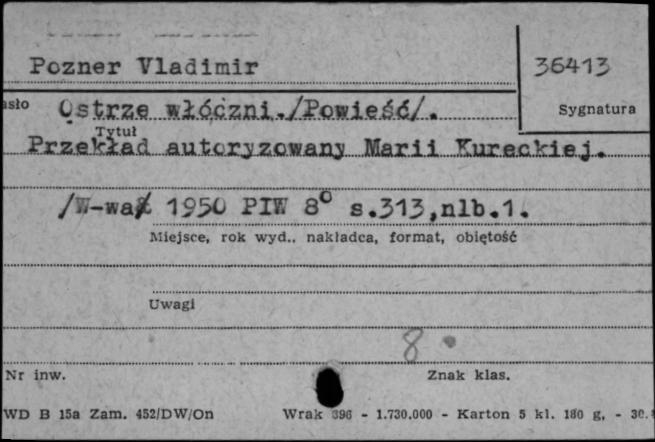 Pozner Vladimir
36413
asło Ostrze włóczni./Powieść/.
Sygnatura
Tytuł
Przekład autoryzowany Marii Kureckiej.
/W-wa/ 1950 PIW 8° s.313,nlb.1.
Miejsce, rok wyd., nakładca, format, objętość
Uwagi
8
Nr inw.
Znak klas.
WD B 15a Zam. 452/DW/On Wrak 396 - 1.730.000 - Karton 5 kl. 180 g, - 30.